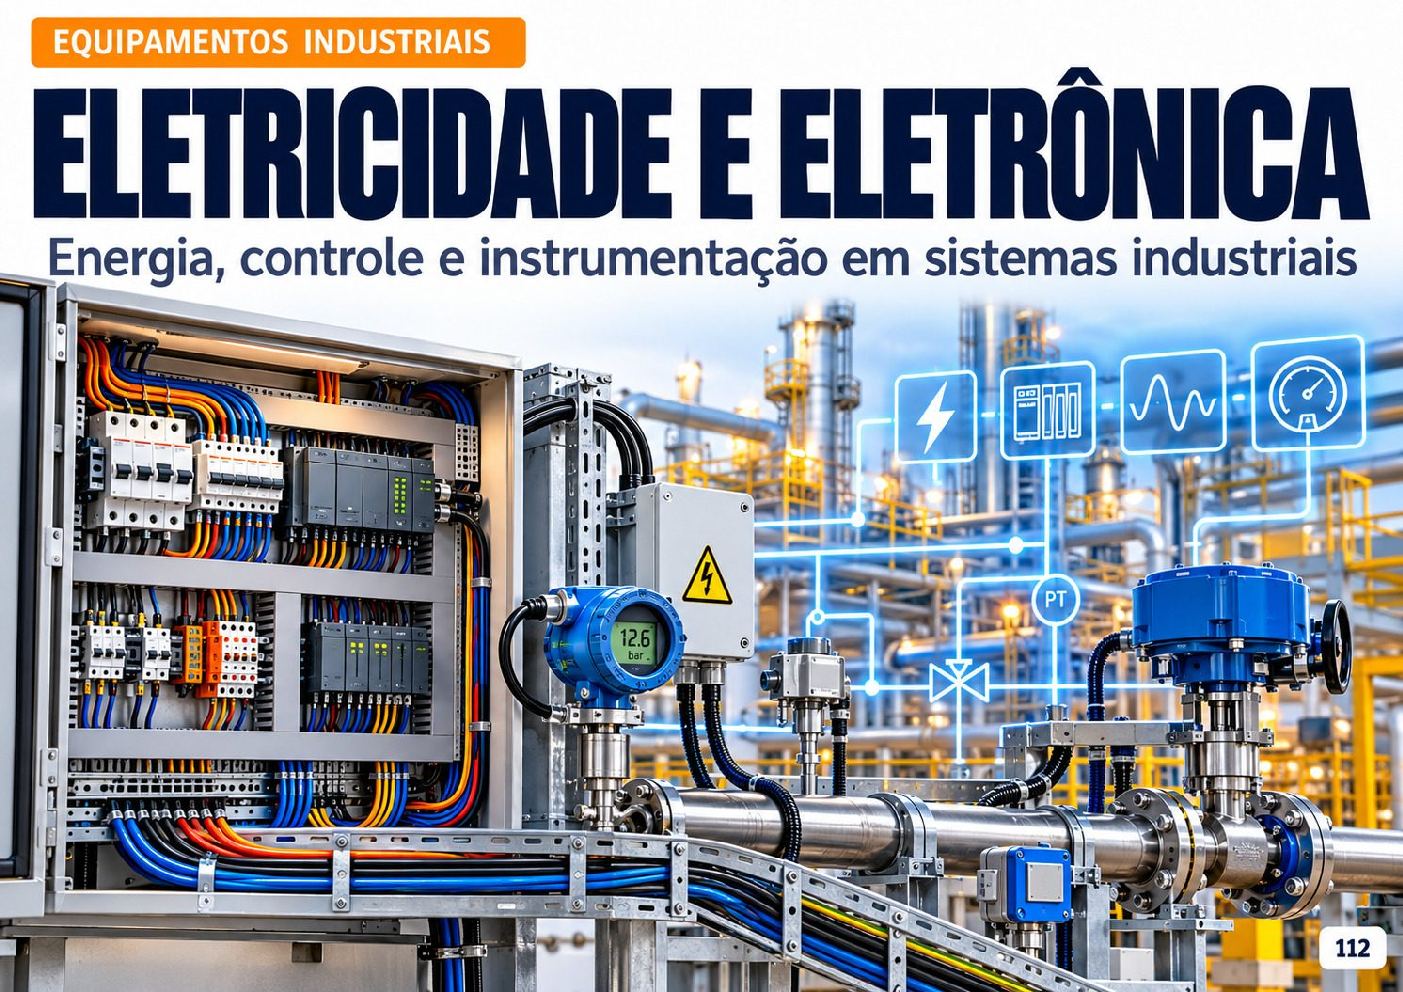 EQUIPAMENTOS INDUSTRIAIS
ELETRICIDADE E ELETRÔNICA
Energia, controle e instrumentação em sistemas industriais
12.6
bar
PT
112